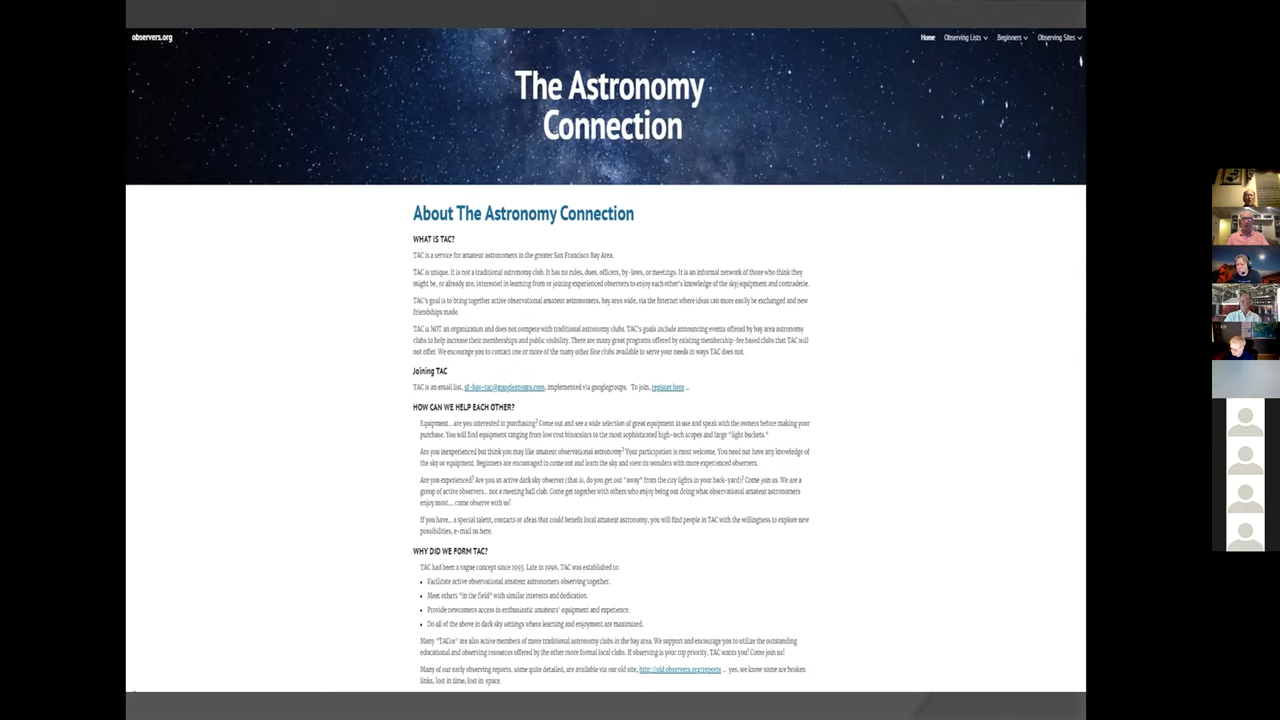 observers.org
Home
Observing Lists
Beginners
Observing Sites
The Astronomy
Connection
About The Astronomy Connection
WHAT IS TAC?
TAC is a service for amateur astronomers in the greater San Francisco Bay Area.
TAC is unique. It is not a traditional astronomy club. It has no rules, dues, officers, by-laws, or meetings. It is an informal network of those who think they
might be, or already are, interested in learning from or joining experienced observers to enjoy each other's knowledge of the sky/equipment and comraderie.
TAC's goal is to bring together active observational amateur astronomers, bay area wide, via the Internet where ideas can more easily be exchanged and new
friendships made.
TAC is NOT an organization and does not compete with traditional astronomy clubs. TAC's goals include announcing events offered by bay area astronomy
clubs to help increase their memberships and public visibility. There are many great programs offered by existing membership-fee based clubs that TAC will
not offer. We encourage you to contact one or more of the many other fine clubs available to serve your needs in ways TAC does not.
Joining TAC
TAC is an email list, sf-bay-tac@googlegroups.com, implemented via googlegroups. To join, register here ..
HOW CAN WE HELP EACH OTHER?
Equipment... are you interested in purchasing? Come out and see a wide selection of great equipment in use and speak with the owners before making your
purchase. You will find equipment ranging from low cost binoculars to the most sophisticated high-tech scopes and large "light buckets."
Are you inexperienced but think you may like amateur observational astronomy? Your participation is most welcome. You need not have any knowledge of
the sky or equipment. Beginners are encouraged to come out and learn the sky and view its wonders with more experienced observers.
Are you experienced? Are you an active dark sky observer (that is, do you get out "away" from the city lights in your back-yard)? Come join us. We are a
group of active observers... not a meeting hall club. Come get together with others who enjoy being out doing what observational amateur astronomers
enjoy most.... come observe with us!
If you have... a special talent, contacts or ideas that could benefit local amateur astronomy, you will find people in TAC with the willingness to explore new
possibilities, e-mail us here.
WHY DID WE FORM TAC?
TAC had been a vague concept since 1993. Late in 1996, TAC was established to:
• Facilitate active observational amateur astronomers observing together.
• Meet others "in the field" with similar interests and dedication.
• Provide newcomers access to enthusiastic amateurs' equipment and experience.
• Do all of the above in dark sky settings where learning and enjoyment are maximized.
Many "TACos" are also active members of more traditional astronomy clubs in the bay area. We support and encourage you to utilize the outstanding
educational and observing resources offered by the other more formal local clubs. If observing is your top priority, TAC wants you! Come join us!
Many of our early observing reports, some quite detailed, are available via our old site, http://old.observers.org/reports ... yes, we know some are broken
links, lost in time, lost in space.